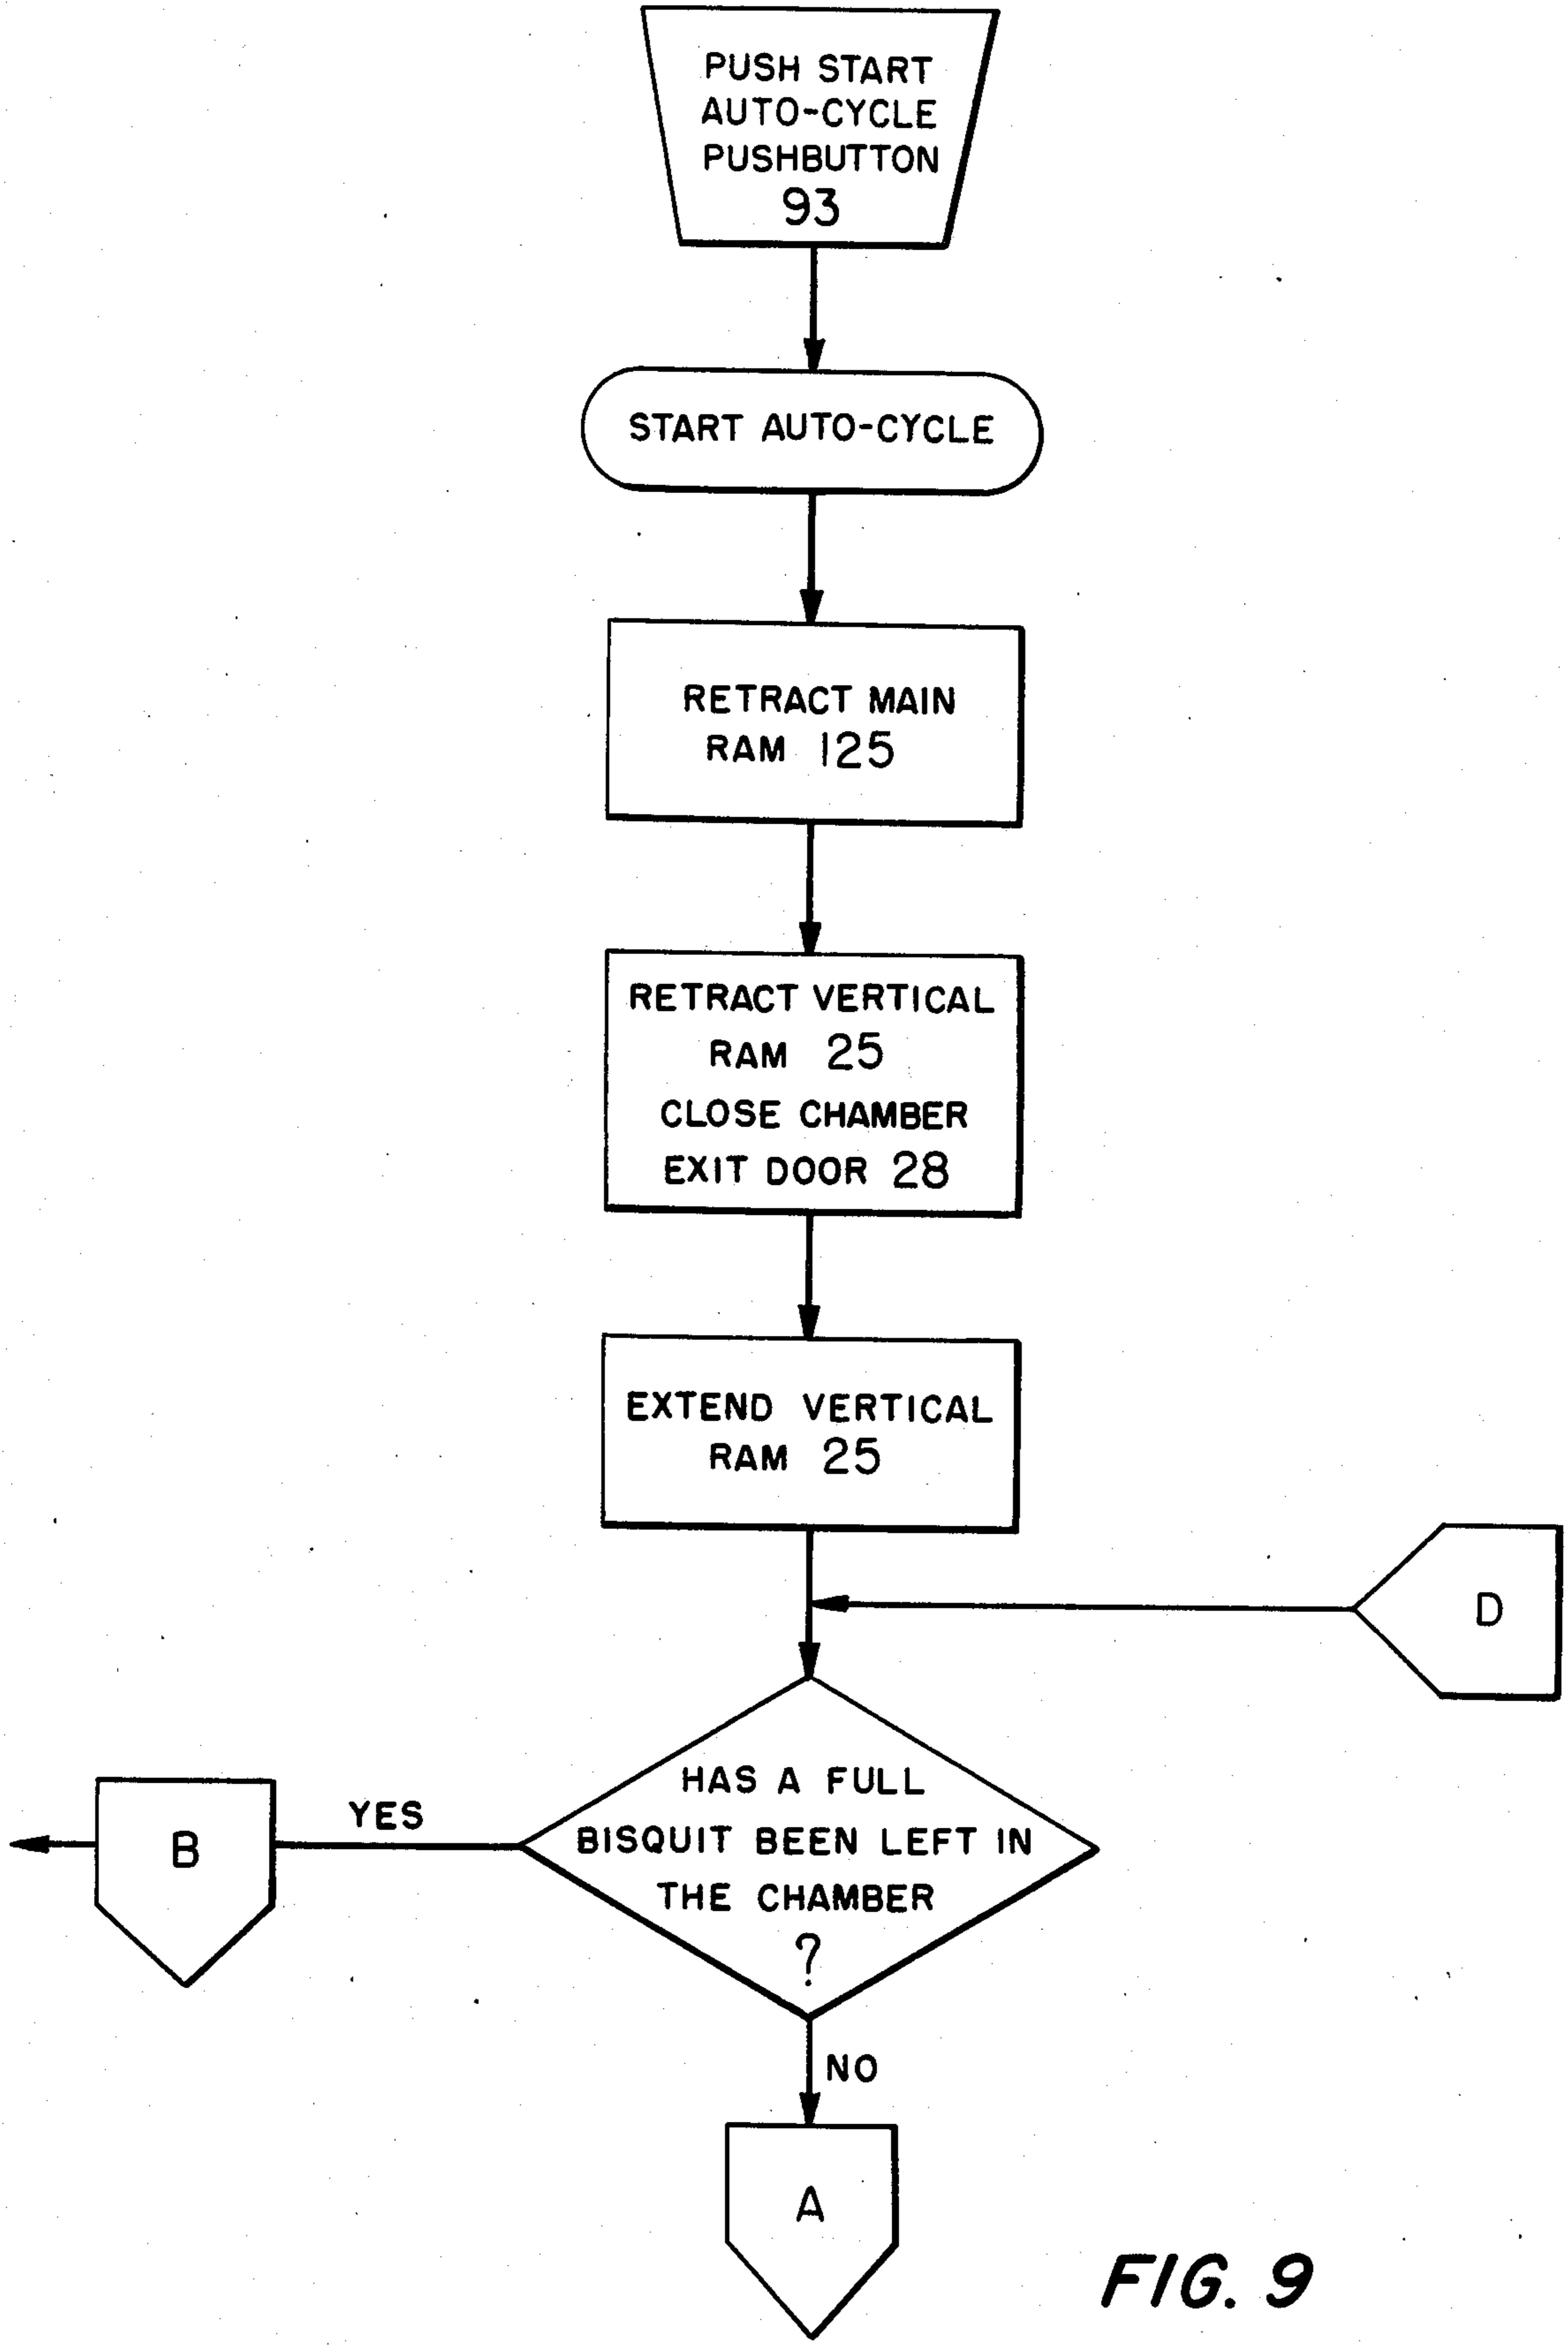 PUSH START
AUTO-CYCLE
PUSHBUTTON
93
START AUTO-CYCLE
RETRACT MAIN
RAM 125
RETRACT VERTICAL
RAM 25
CLOSE CHAMBER
EXIT DOOR 28
EXTEND VERTICAL
RAM 25
D
HAS A FULL
BISQUIT BEEN LEFT IN
THE CHAMBER
?
YES
B
NO
A
FIG. 9